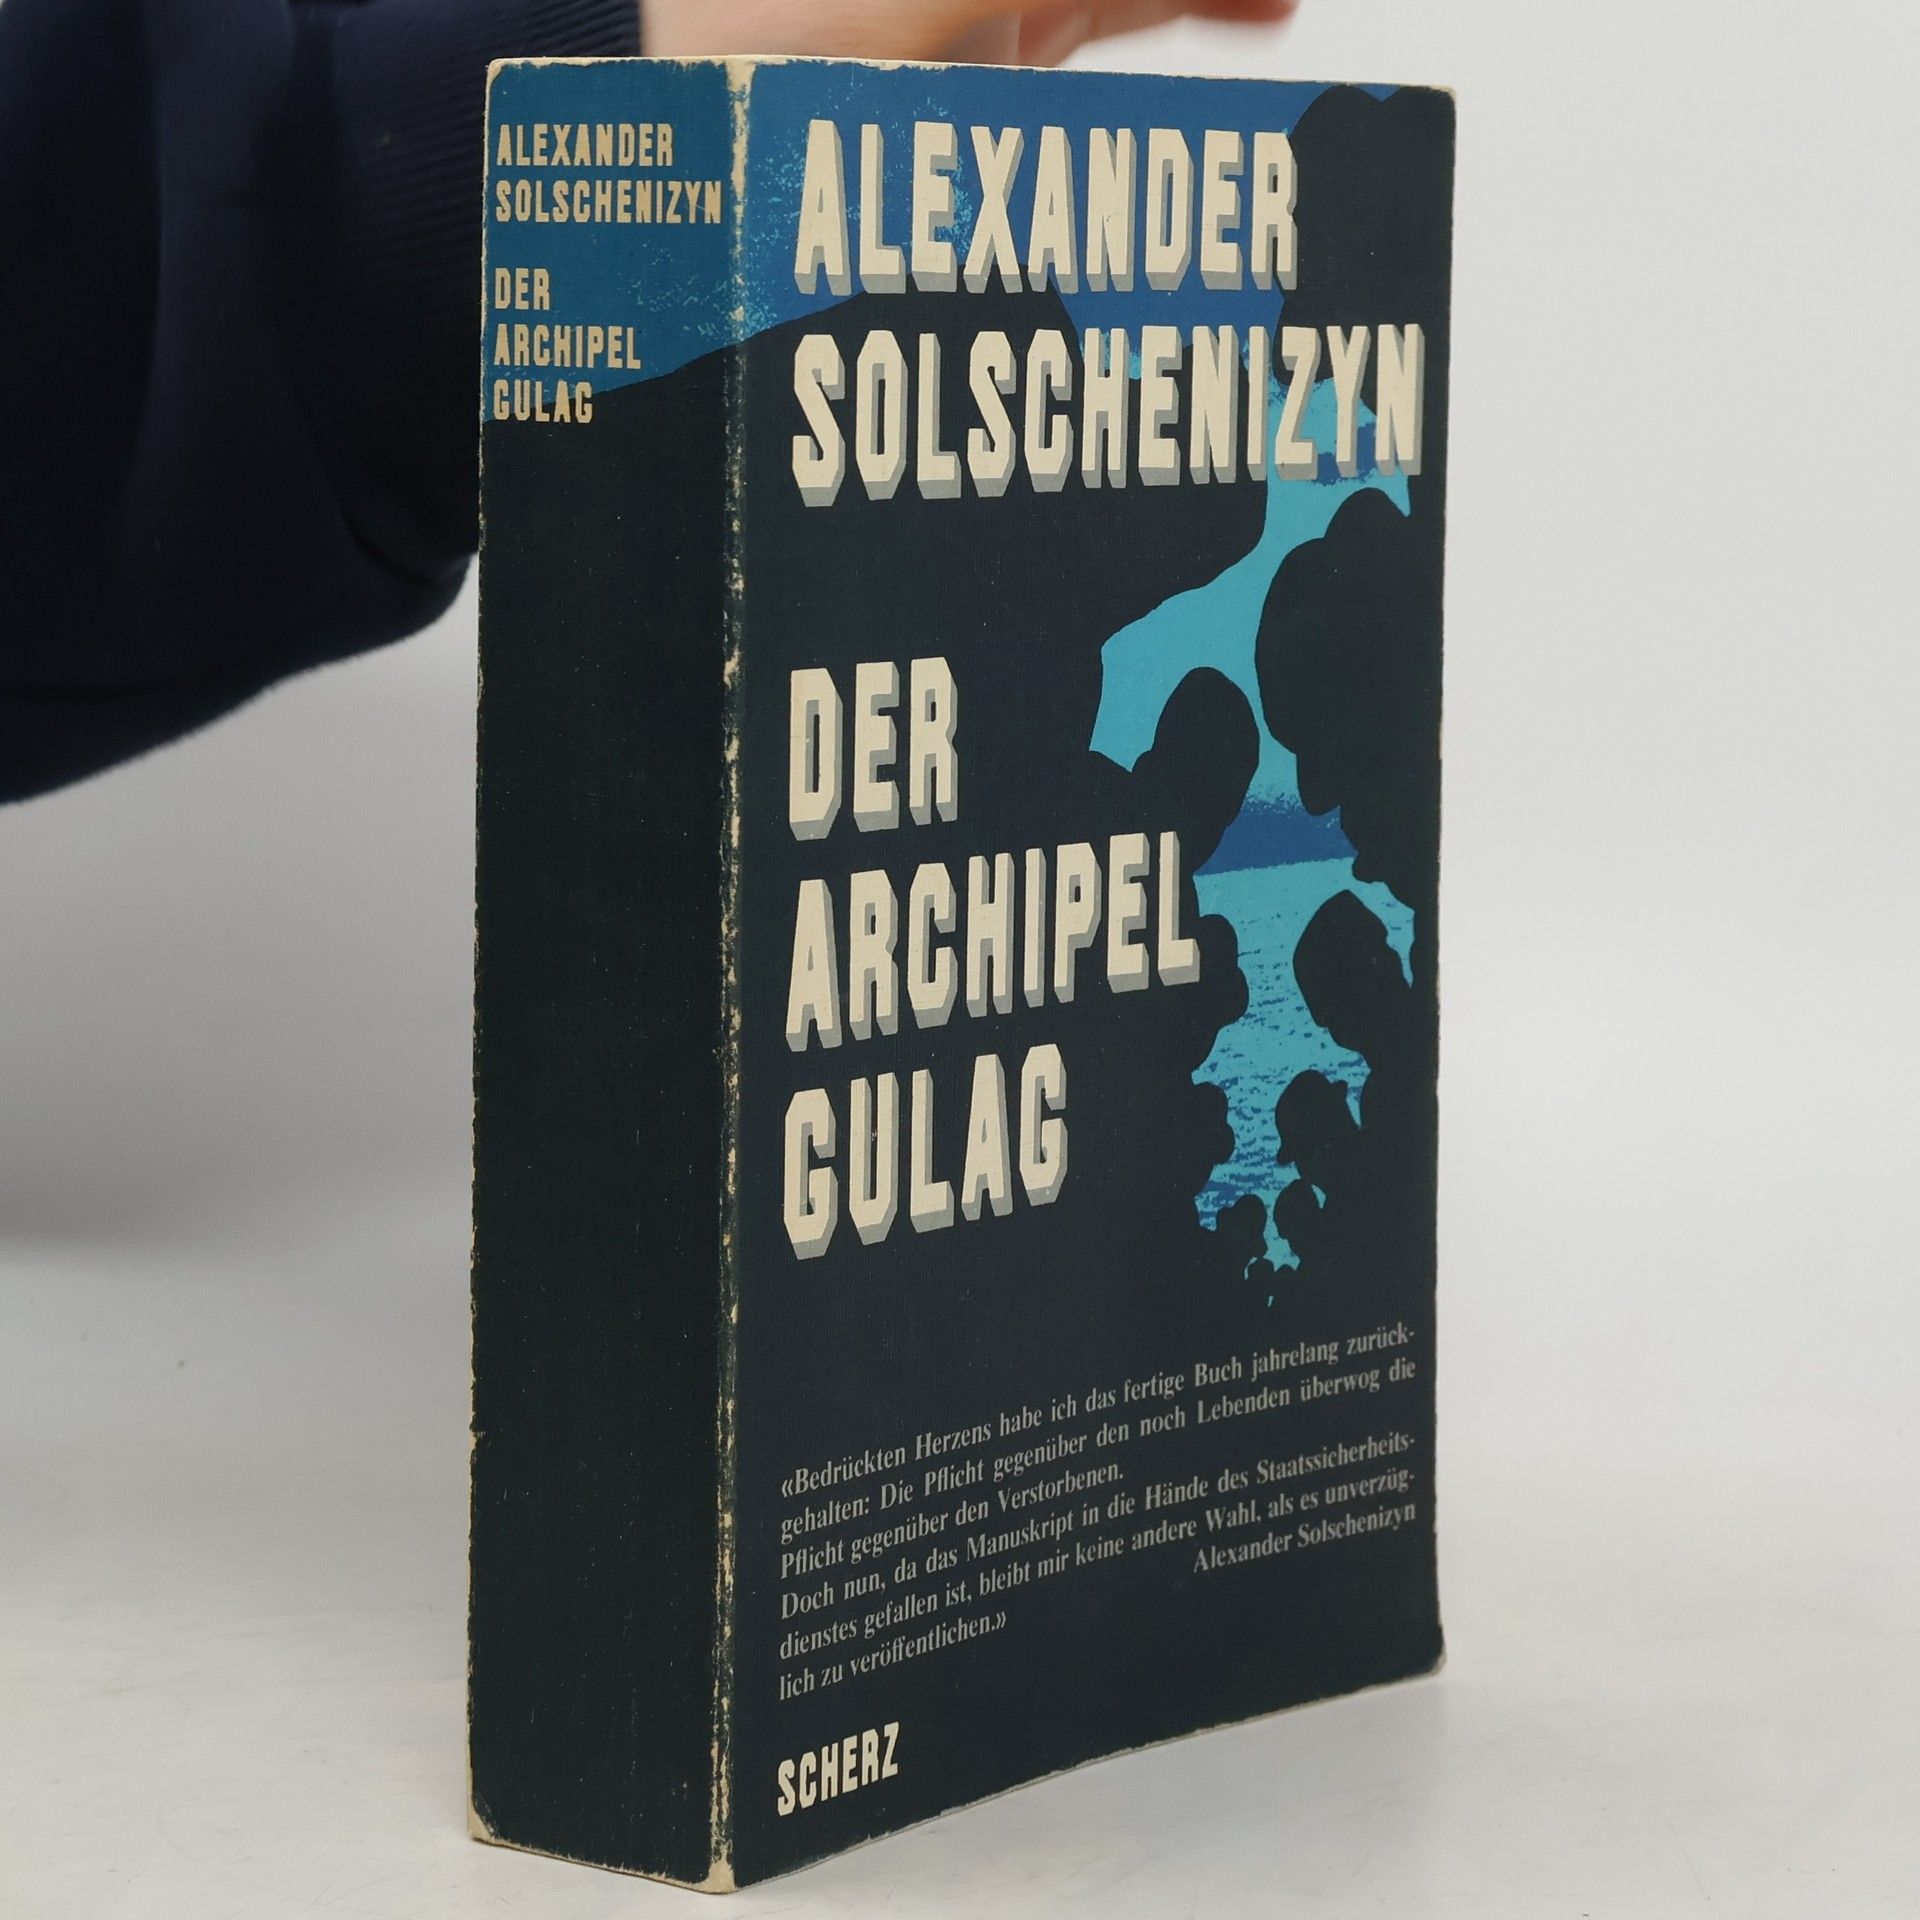 ALEXANDER
SOLSCHENIZYN
DER
ARCHIPEL
GULAG
ALEXANDER
SOLSCHENIZYN
DER
ARCHIPEL
GULAG
«Bedrückten Herzens habe ich das fertige Buch jahrelang zurück-
gehalten: Die Pflicht gegenüber den noch Lebenden überwog die
Pflicht gegenüber den Verstorbenen.
Doch nun, da das Manuskript in die Hände des Staatssicherheits-
dienstes gefallen ist, bleibt mir keine andere Wahl, als es unverzüg-
lich zu veröffentlichen.»
Alexander Solschenizyn
SCHERZ